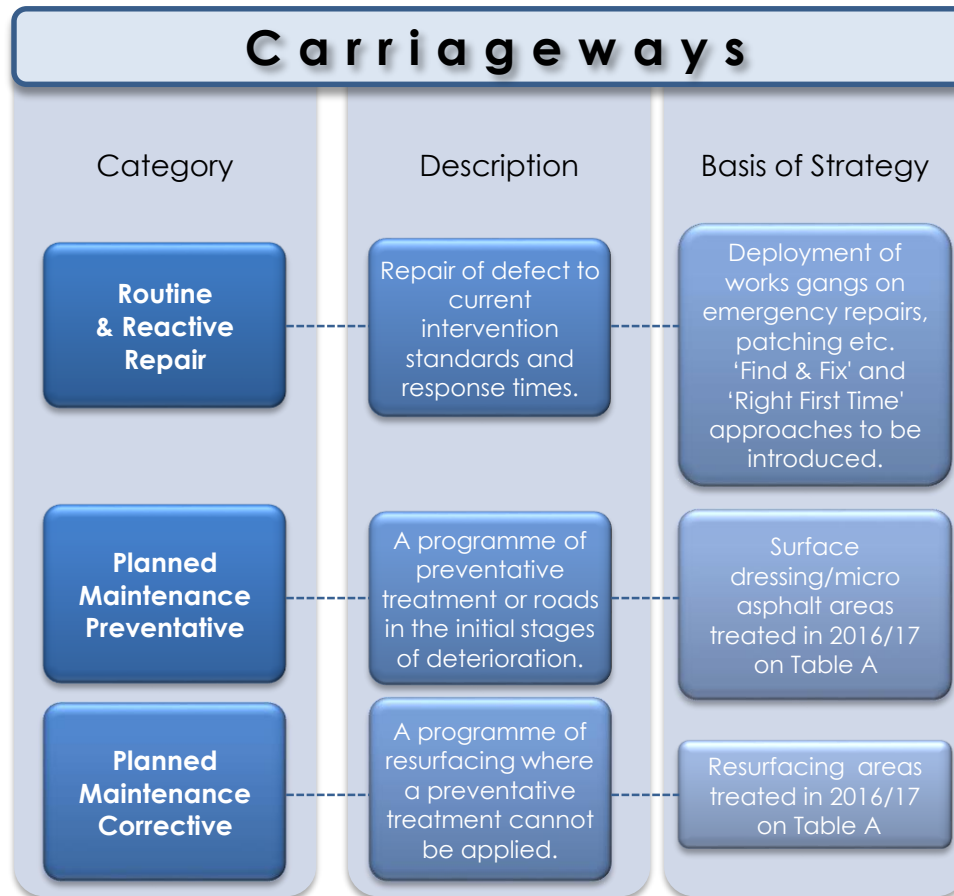 Carriageways
Category
Description
Basis of Strategy
Routine
& Reactive
Repair
Repair of defect to
current
intervention
standards and
response times.
Deployment of
works gangs on
emergency repairs,
patching etc.
‘Find & Fix' and
‘Right First Time'
approaches to be
introduced.
Planned
Maintenance
Preventative
A programme of
preventative
treatment or roads
in the initial stages
of deterioration.
Surface
dressing/micro
asphalt areas
treated in 2016/17
on Table A
Planned
Maintenance
Corrective
A programme of
resurfacing where
a preventative
treatment cannot
be applied.
Resurfacing areas
treated in 2016/17
on Table A